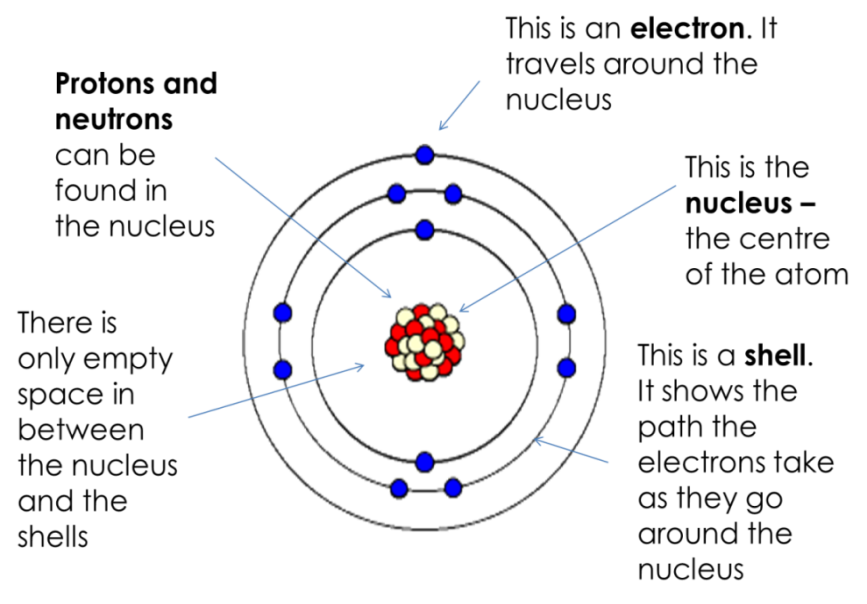 This is an electron. It
travels around the
nucleus
Protons and
neutrons
can be
found in
the nucleus
This is the
nucleus –
the centre
of the atom
There is
only empty
space in
between
the nucleus
and the
shells
This is a shell.
It shows the
path the
electrons take
as they go
around the
nucleus